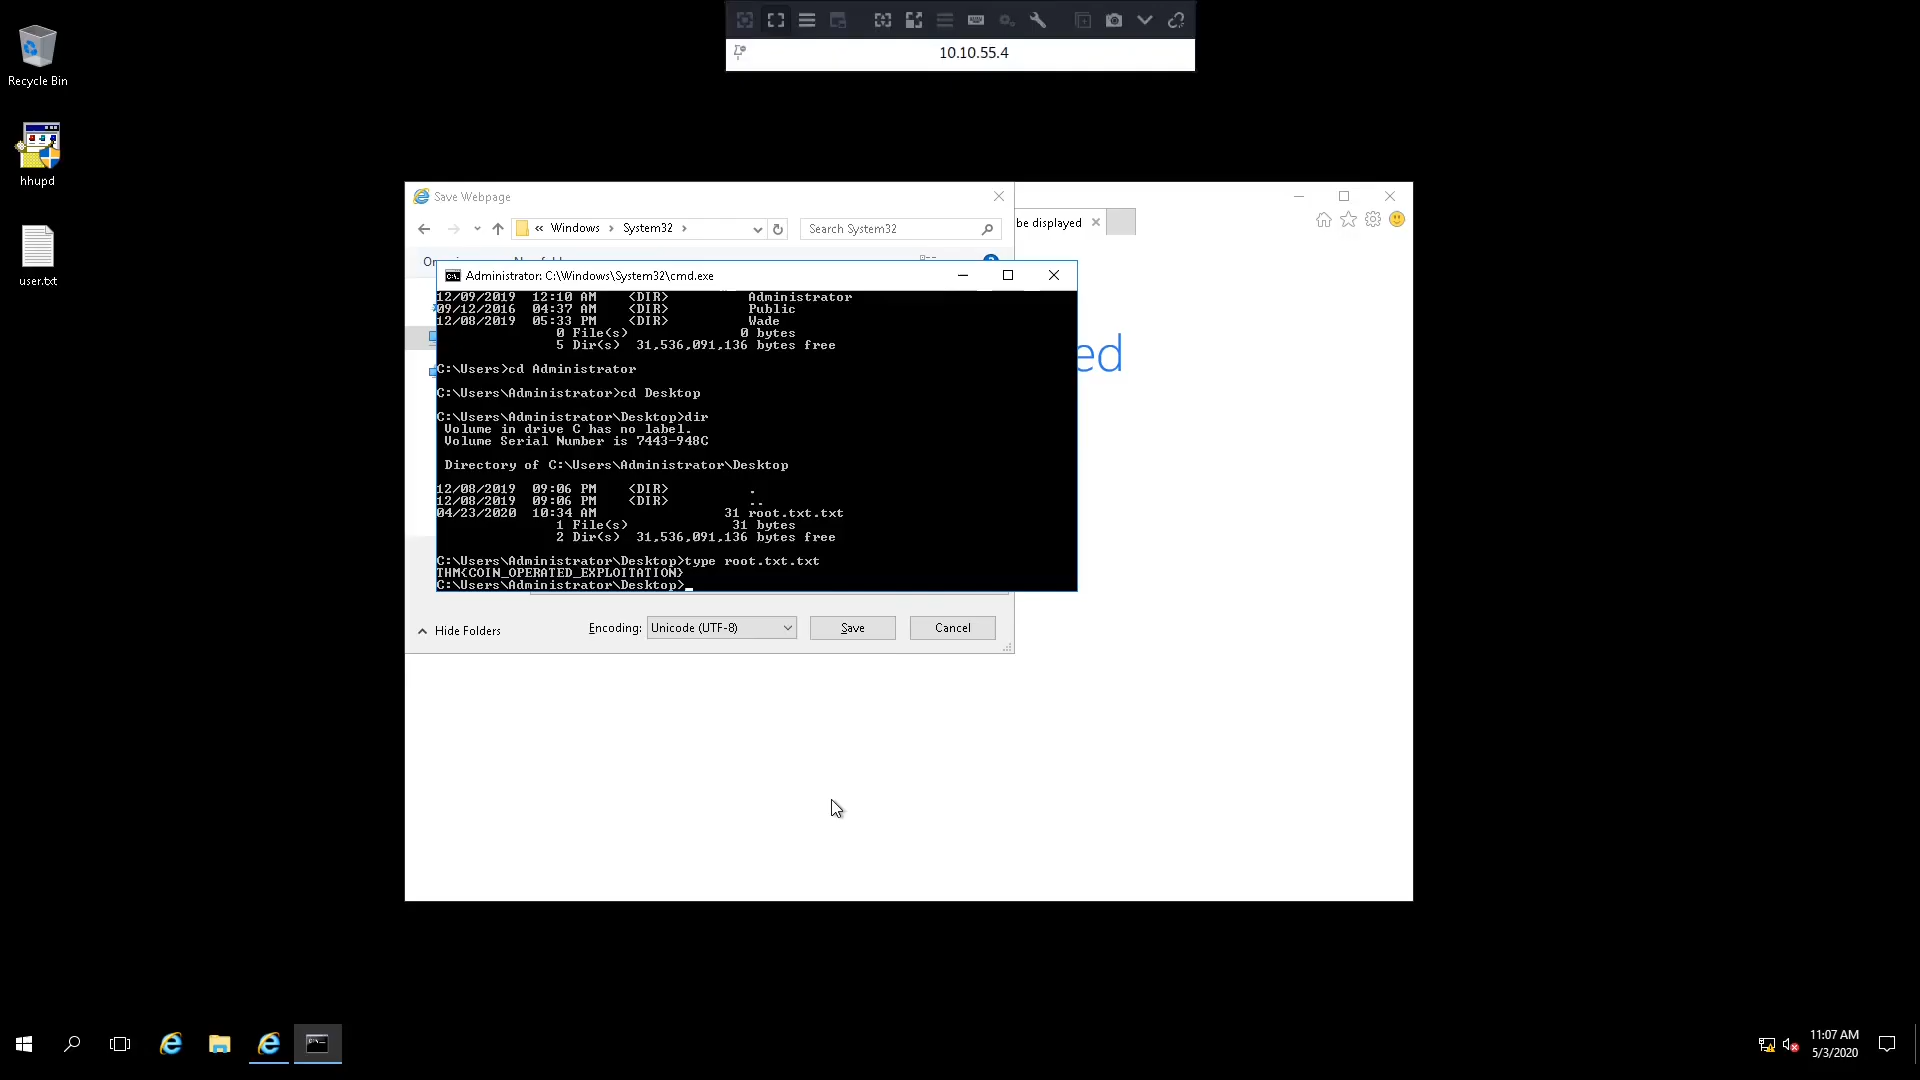 10.10.55.4
Recycle Bin
hhupd
user.txt
Save Webpage
« Windows > System32 >
Search System32
be displayed
Administrator: C:\Windows\System32\cmd.exe
12/09/2019  12:10 AM    <DIR>          Administrator
09/12/2016  04:37 AM    <DIR>          Public
12/08/2019  05:33 PM    <DIR>          Wade
0 File(s)              0 bytes
5 Dir(s)  31,536,091,136 bytes free
C:\Users>cd Administrator
C:\Users\Administrator>cd Desktop
C:\Users\Administrator\Desktop>dir
Volume in drive C has no label.
Volume Serial Number is 7443-948C
Directory of C:\Users\Administrator\Desktop
12/08/2019  09:06 PM    <DIR>          .
12/08/2019  09:06 PM    <DIR>          ..
04/23/2020  10:34 AM                31 root.txt.txt
1 File(s)             31 bytes
2 Dir(s)  31,536,091,136 bytes free
C:\Users\Administrator\Desktop>type root.txt.txt
THM{COIN_OPERATED_EXPLOITATION}
C:\Users\Administrator\Desktop>
ed
Hide Folders
Encoding: Unicode (UTF-8)
Save
Cancel
11:07 AM
5/3/2020